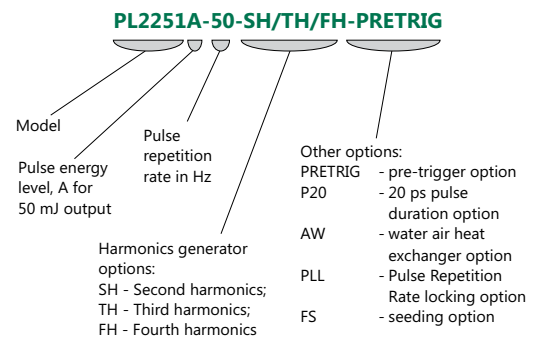 PL2251A-50-SH/TH/FH-PRETRIG
Model
Pulse energy
level, A for
50 mJ output
Pulse
repetition
rate in Hz
Harmonics generator
options:
SH - Second harmonics;
TH - Third harmonics;
FH - Fourth harmonics
Other options:
PRETRIG - pre-trigger option
P20 - 20 ps pulse
duration option
AW - water air heat
exchanger option
PLL - Pulse Repetition
Rate locking option
FS - seeding option